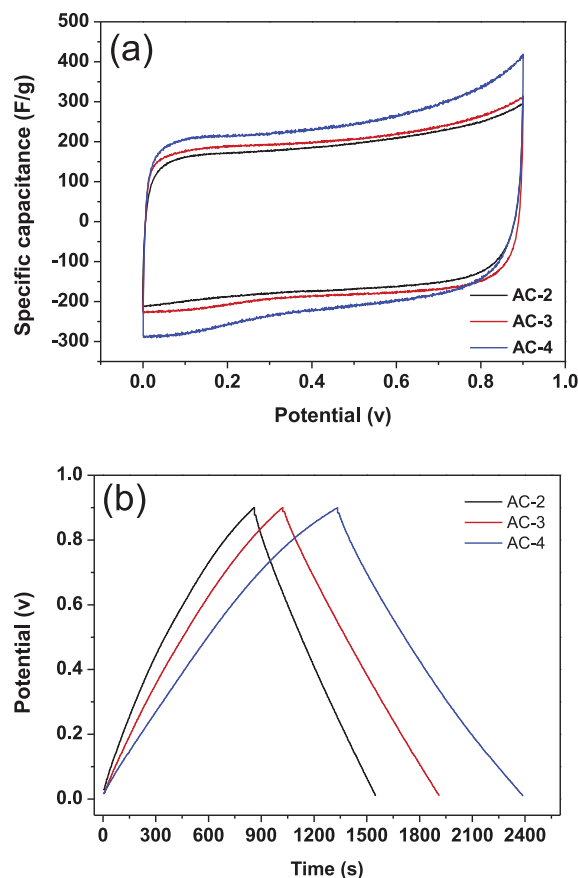 (a)
Specific capacitance (F/g)
500
400
300
200
100
0
-100
-200
-300
0.0 0.2 0.4 0.6 0.8 1.0
Potential (v)
AC-2
AC-3
AC-4
(b)
Potential (v)
1.0
0.8
0.6
0.4
0.2
0.0
0 300 600 900 1200 1500 1800 2100 2400
Time (s)
AC-2
AC-3
AC-4